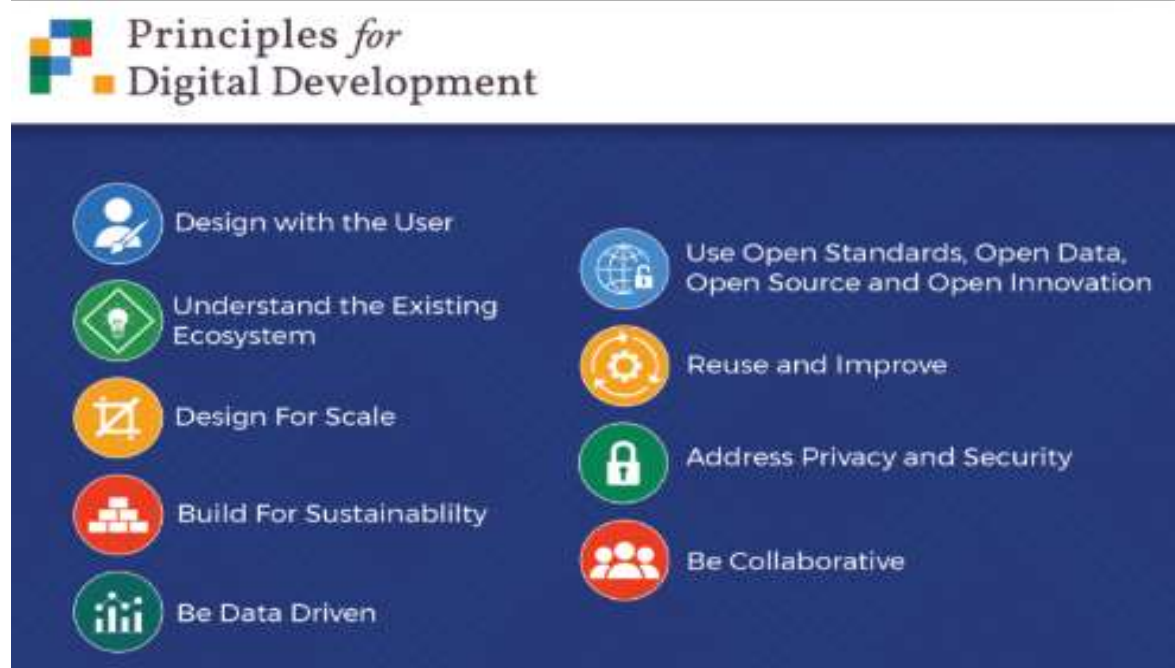 Principles for
Digital Development
Design with the User
Understand the Existing
Ecosystem
Design For Scale
Build For Sustainablilty
Be Data Driven
Use Open Standards, Open Data,
Open Source and Open Innovation
Reuse and Improve
Address Privacy and Security
Be Collaborative